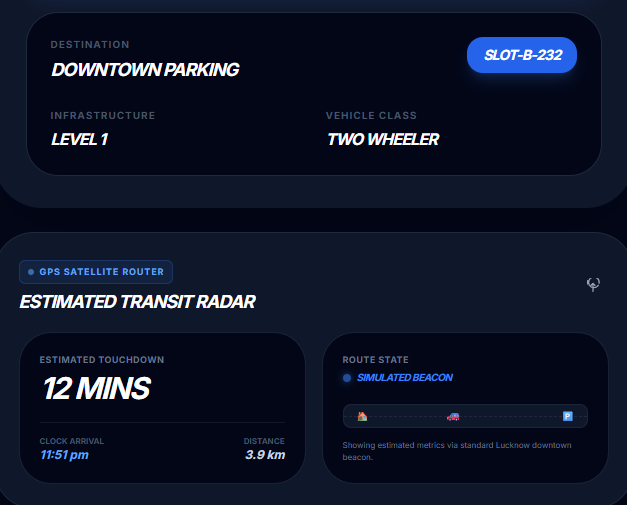 DESTINATION
DOWNTOWN PARKING
SLOT-B-232
INFRASTRUCTURE
LEVEL 1
VEHICLE CLASS
TWO WHEELER
GPS SATELLITE ROUTER
ESTIMATED TRANSIT RADAR
ESTIMATED TOUCHDOWN
12 MINS
CLOCK ARRIVAL
11:51 pm
DISTANCE
3.9 km
ROUTE STATE
SIMULATED BEACON
P
Showing estimated metrics via standard Lucknow downtown
beacon.